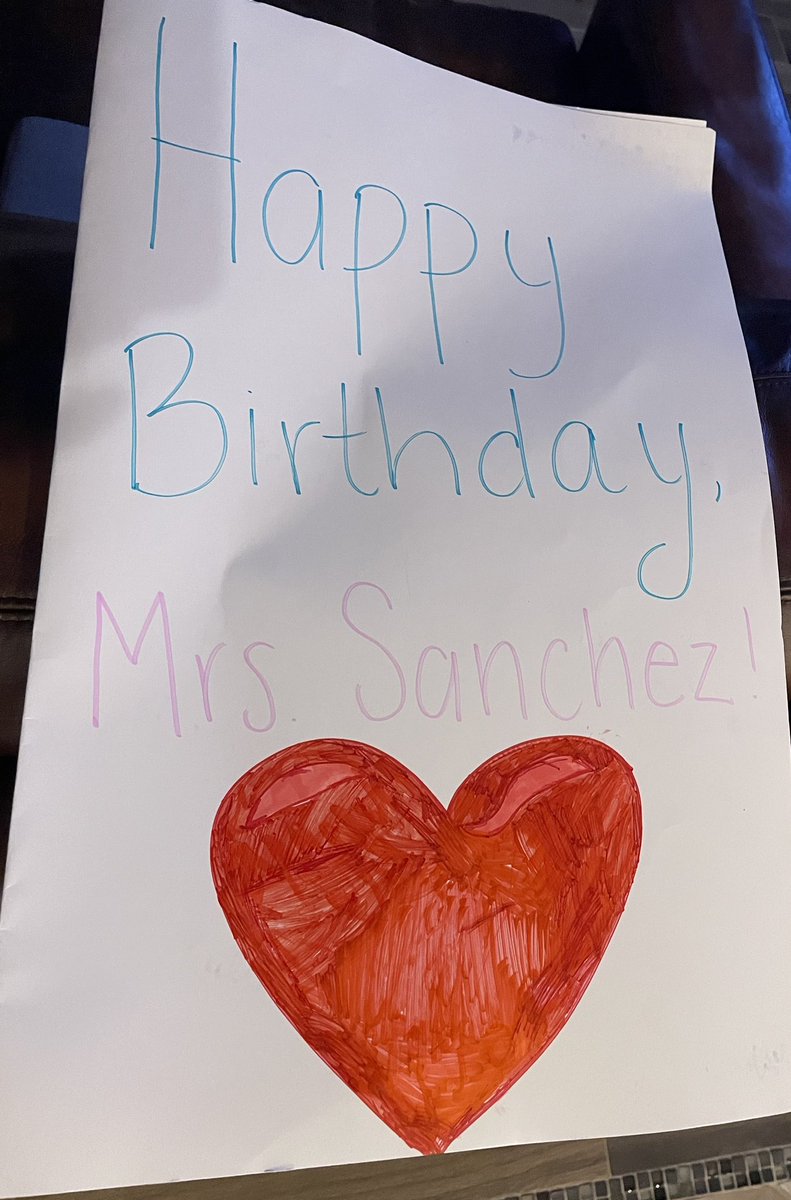 Happy
Birthday,
Mrs. Sanchez!